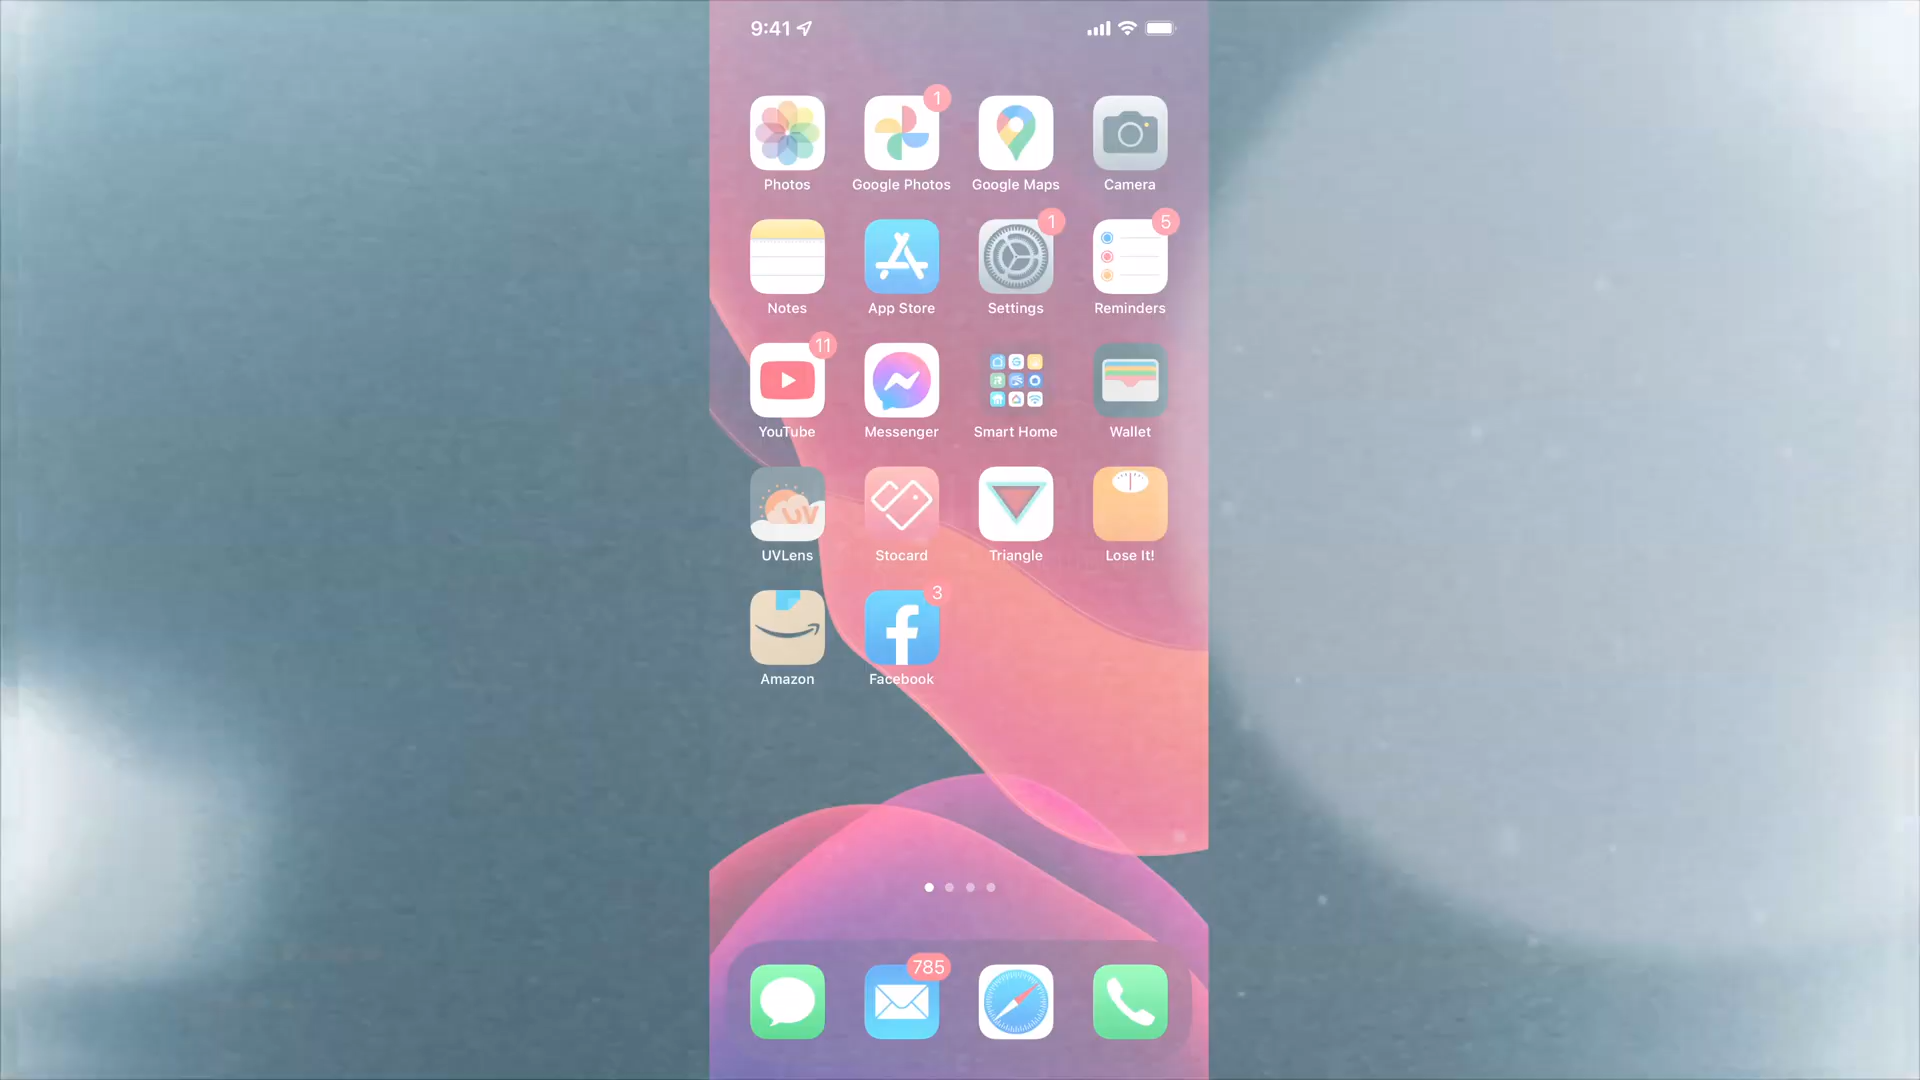 9:41
1
Photos Google Photos Google Maps Camera
1 5
Notes App Store Settings Reminders
11
YouTube Messenger Smart Home Wallet
UV
UVLens Stocard Triangle Lose It!
3
Amazon Facebook
785